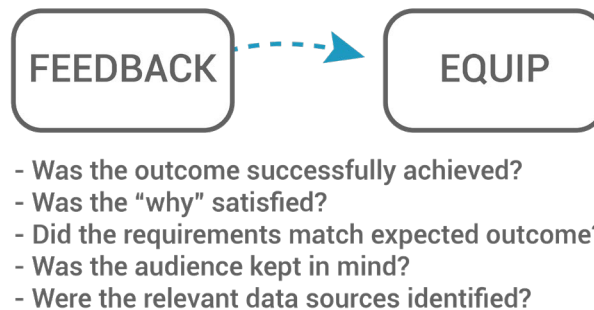 FEEDBACK EQUIP
- Was the outcome successfully achieved?
- Was the “why” satisfied?
- Did the requirements match expected outcome?
- Was the audience kept in mind?
- Were the relevant data sources identified?